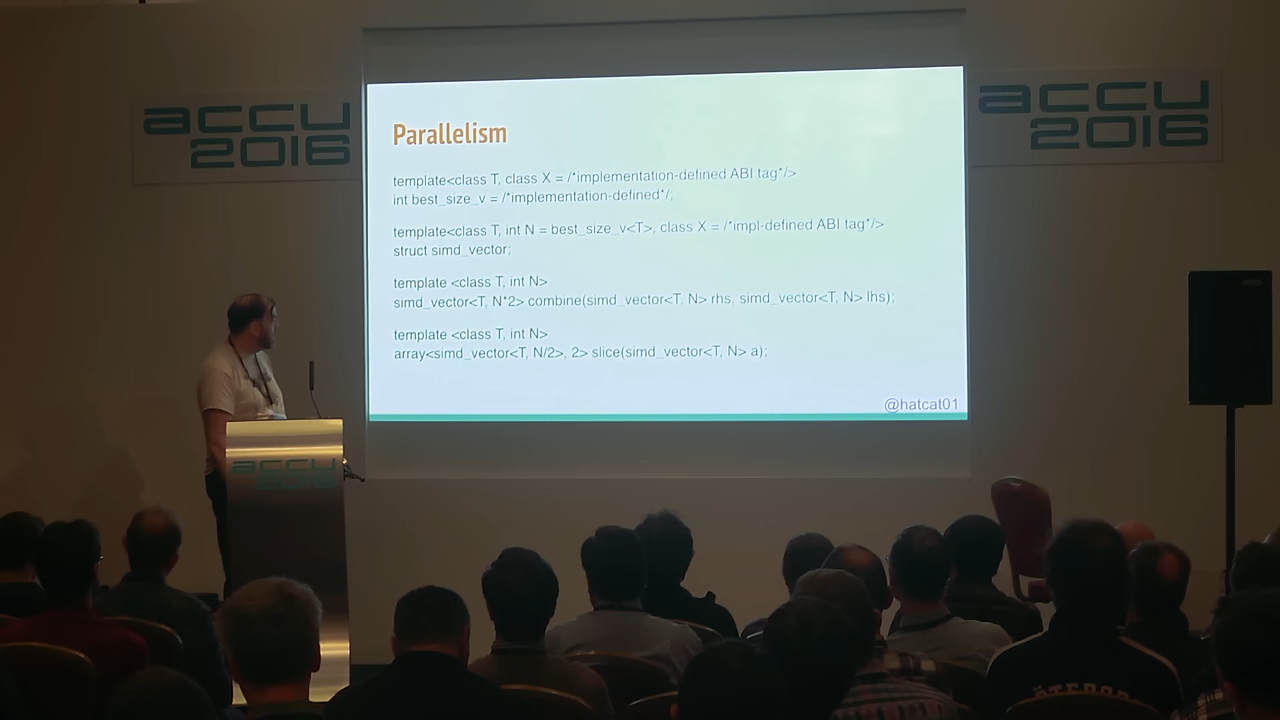 accu
2016
accu
2016
Parallelism
template<class T, class X = /*implementation-defined ABI tag*/>
int best_size_v = /*implementation-defined*/;
template<class T, int N = best_size_v<T>, class X = /*impl-defined ABI tag*/>
struct simd_vector;
template <class T, int N>
simd_vector<T, N*2> combine(simd_vector<T, N> rhs, simd_vector<T, N> lhs);
template <class T, int N>
array<simd_vector<T, N/2>, 2> slice(simd_vector<T, N> a);
@hatcat01
accu
2016